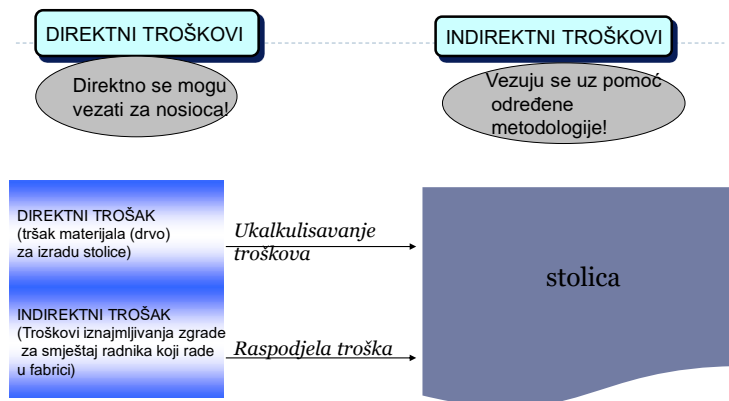 DIREKTNI TROŠKOVI
INDIREKTNI TROŠKOVI
Direktno se mogu
vezati za nosioca!
Vezuju se uz pomoć
određene
metodologije!
DIREKTNI TROŠAK
(tršak materijala (drvo)
za izradu stolice)
Ukalkulisavanje
troškova
stolica
INDIREKTNI TROŠAK
(Troškovi iznajmljivanja zgrade
za smještaj radnika koji rade
u fabrici)
Raspodjela troška